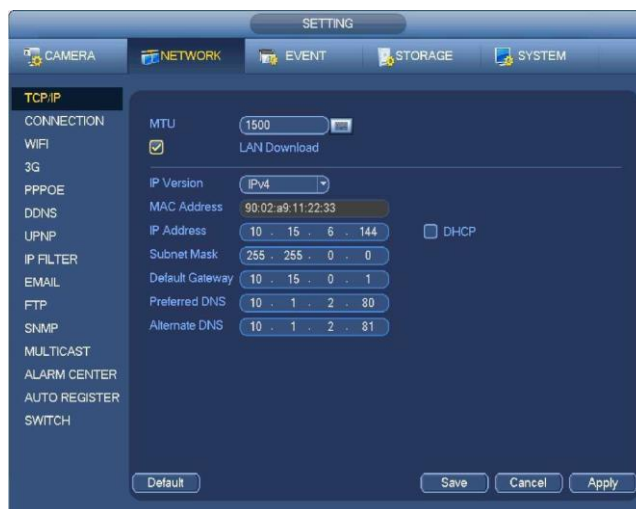 SETTING
CAMERA NETWORK EVENT STORAGE SYSTEM
TCP/IP
CONNECTION
WIFI
3G
PPPOE
DDNS
UPNP
IP FILTER
EMAIL
FTP
SNMP
MULTICAST
ALARM CENTER
AUTO REGISTER
SWITCH
MTU 1500
LAN Download
IP Version IPv4
MAC Address 90:02:a9:11:22:33
IP Address 10 . 15 . 6 . 144 DHCP
Subnet Mask 255 . 255 . 0 . 0
Default Gateway 10 . 15 . 0 . 1
Preferred DNS 10 . 1 . 2 . 80
Alternate DNS 10 . 1 . 2 . 81
Default Save Cancel Apply